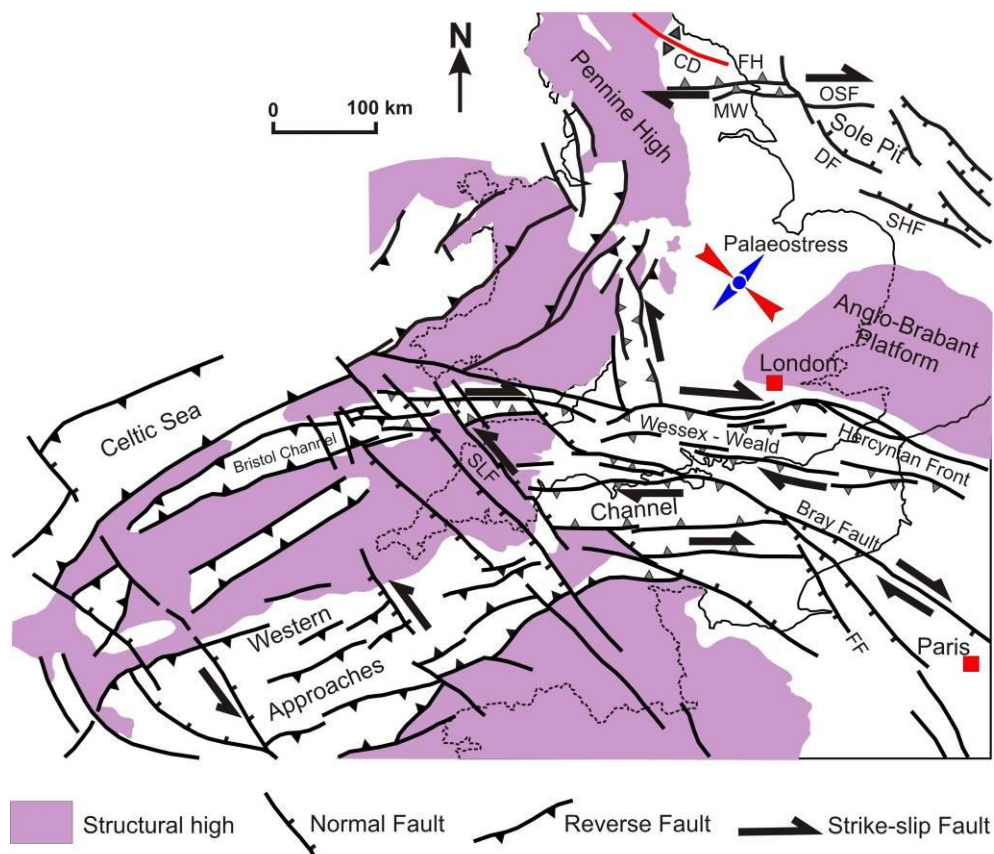 N
0 100 km
Pennine High
CD
FH
MW
OSF
Sole Pit
DF
SHF
Palaeostress
Anglo-Brabant
Platform
London
Celtic Sea
Bristol Channel
SLF
Wessex - Weald
Hercynian Front
Channel
Bray Fault
Western
Approaches
FF
Paris
Structural high
Normal Fault
Reverse Fault
Strike-slip Fault